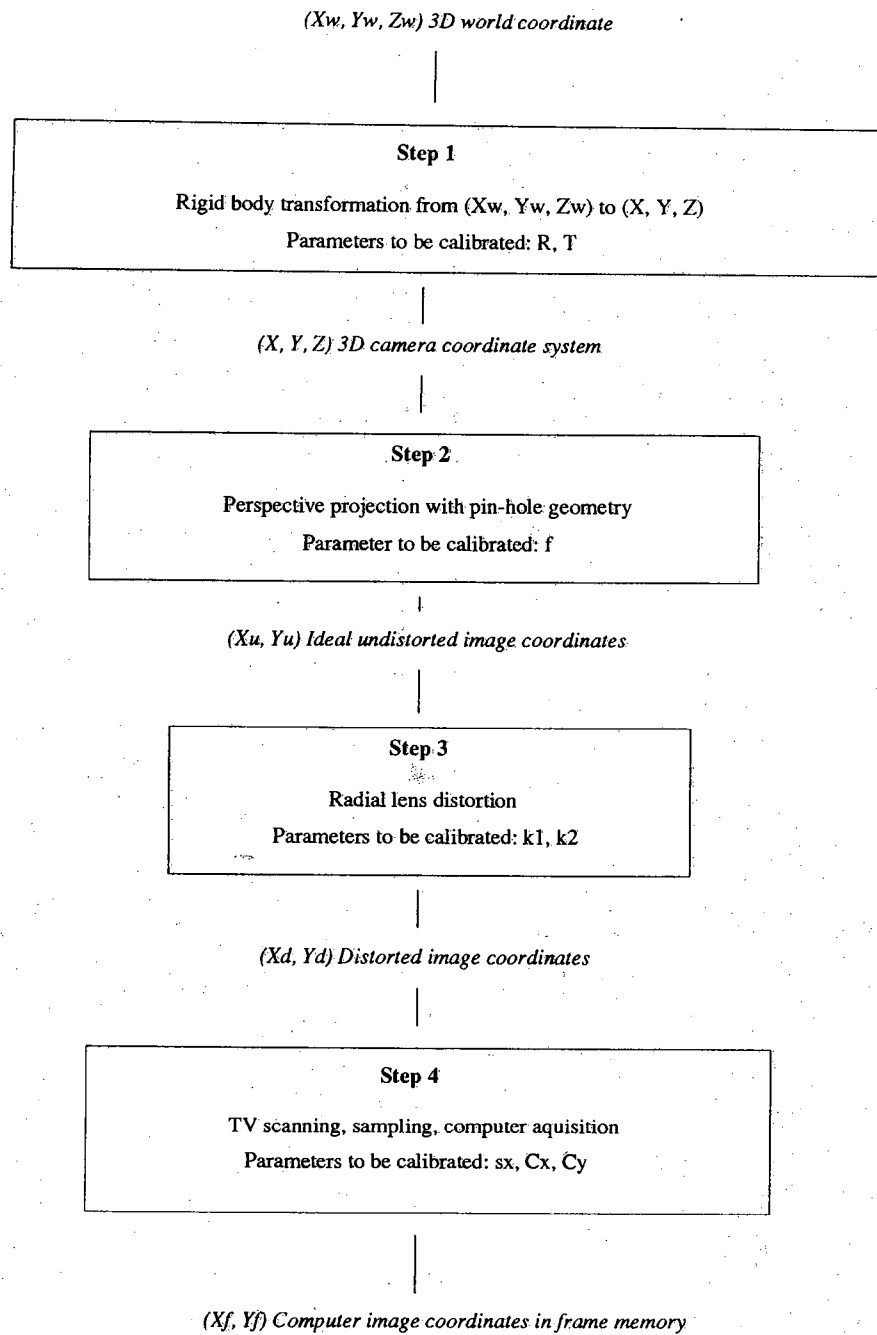 (Xw, Yw, Zw) 3D world coordinate
Step 1
Rigid body transformation from (Xw, Yw, Zw) to (X, Y, Z)
Parameters to be calibrated: R, T
(X, Y, Z) 3D camera coordinate system
Step 2
Perspective projection with pin-hole geometry
Parameter to be calibrated: f
(Xu, Yu) Ideal undistorted image coordinates
Step 3
Radial lens distortion
Parameters to be calibrated: k1, k2
(Xd, Yd) Distorted image coordinates
Step 4
TV scanning, sampling, computer aquisition
Parameters to be calibrated: sx, Cx, Cy
(Xf, Yf) Computer image coordinates in frame memory